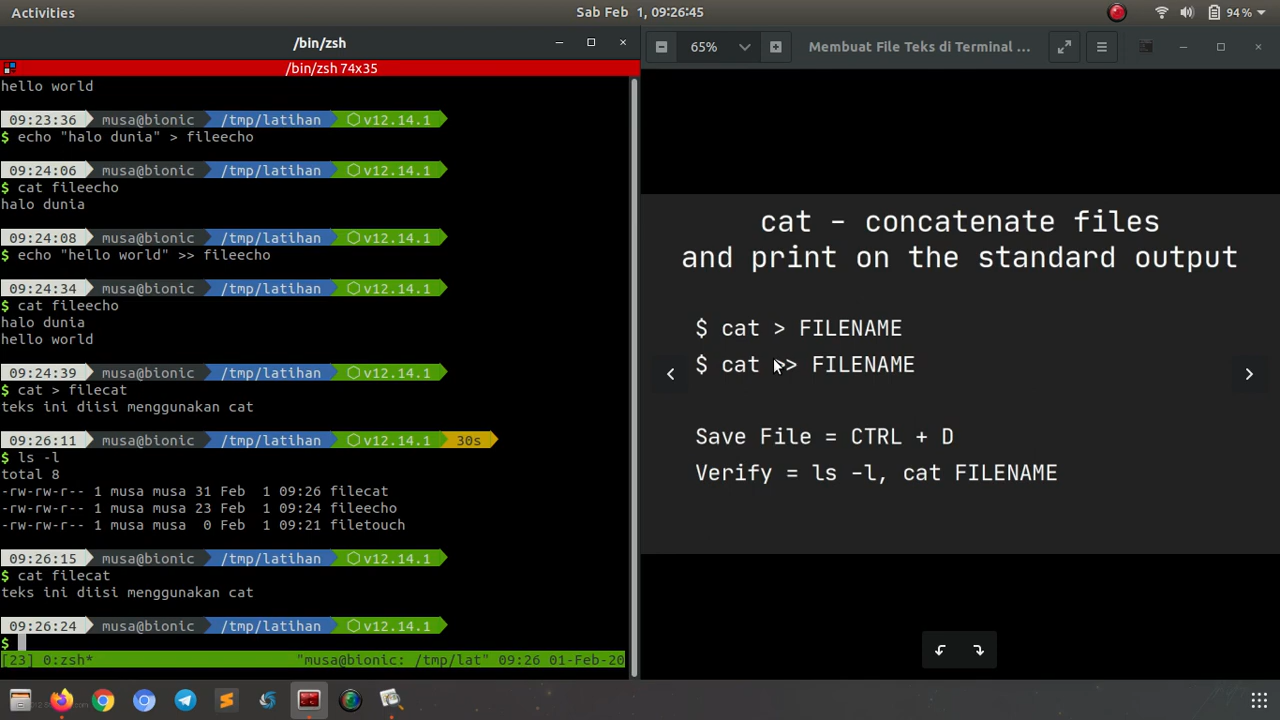 Activities
Sab Feb 1, 09:26:45
94 %
/bin/zsh
/bin/zsh 74x35
hello world
09:23:36 musa@bionic /tmp/latihan v12.14.1
$ echo "halo dunia" > fileecho
09:24:06 musa@bionic /tmp/latihan v12.14.1
$ cat fileecho
halo dunia
09:24:08 musa@bionic /tmp/latihan v12.14.1
$ echo "hello world" >> fileecho
09:24:34 musa@bionic /tmp/latihan v12.14.1
$ cat fileecho
halo dunia
hello world
09:24:39 musa@bionic /tmp/latihan v12.14.1
$ cat > filecat
teks ini diisi menggunakan cat
09:26:11 musa@bionic /tmp/latihan v12.14.1 30s
$ ls -l
total 8
-rw-rw-r-- 1 musa musa 31 Feb  1 09:26 filecat
-rw-rw-r-- 1 musa musa 23 Feb  1 09:24 fileecho
-rw-rw-r-- 1 musa musa  0 Feb  1 09:21 filetouch
09:26:15 musa@bionic /tmp/latihan v12.14.1
$ cat filecat
teks ini diisi menggunakan cat
09:26:24 musa@bionic /tmp/latihan v12.14.1
$
[23] 0:zsh* "musa@bionic: /tmp/lat" 09:26 01-Feb-20
65%
Membuat File Teks di Terminal ...
cat - concatenate files
and print on the standard output
$ cat > FILENAME
$ cat >> FILENAME
Save File = CTRL + D
Verify = ls -l, cat FILENAME